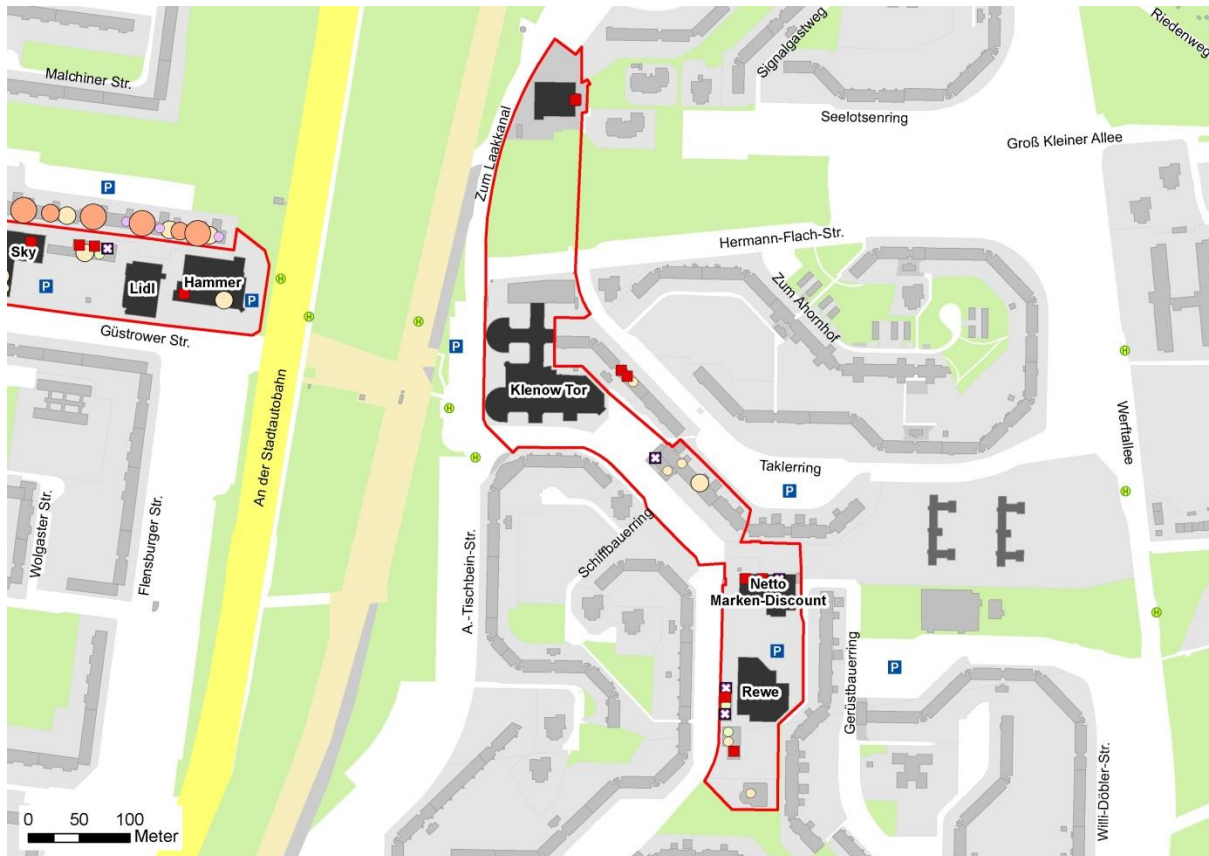 Riedenweg
Signalgastweg
Malchiner Str.
Seelotsenring
Groß Kleiner Allee
Zum Laakkanal
P
Hermann-Flach-Str.
Sky
Hammer
Lidl
Zum Ahornhof
P
P
H
Güstrower Str.
H
H
P
H
Klenow Tor
An der Stadtautobahn
H
Werftallee
H
Taklerring
P
H
Wolgaster Str.
Flensburger Str.
A.-Tischbein-Str.
Schiffbauerring
Netto
Marken-Discount
H
P
P
Gerüstbauerring
Rewe
Willi-Döbler-Str.
0 50 100
Meter